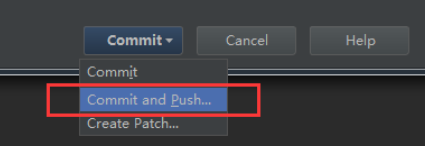 Commit Cancel Help
Commit
Commit and Push...
Create Patch...